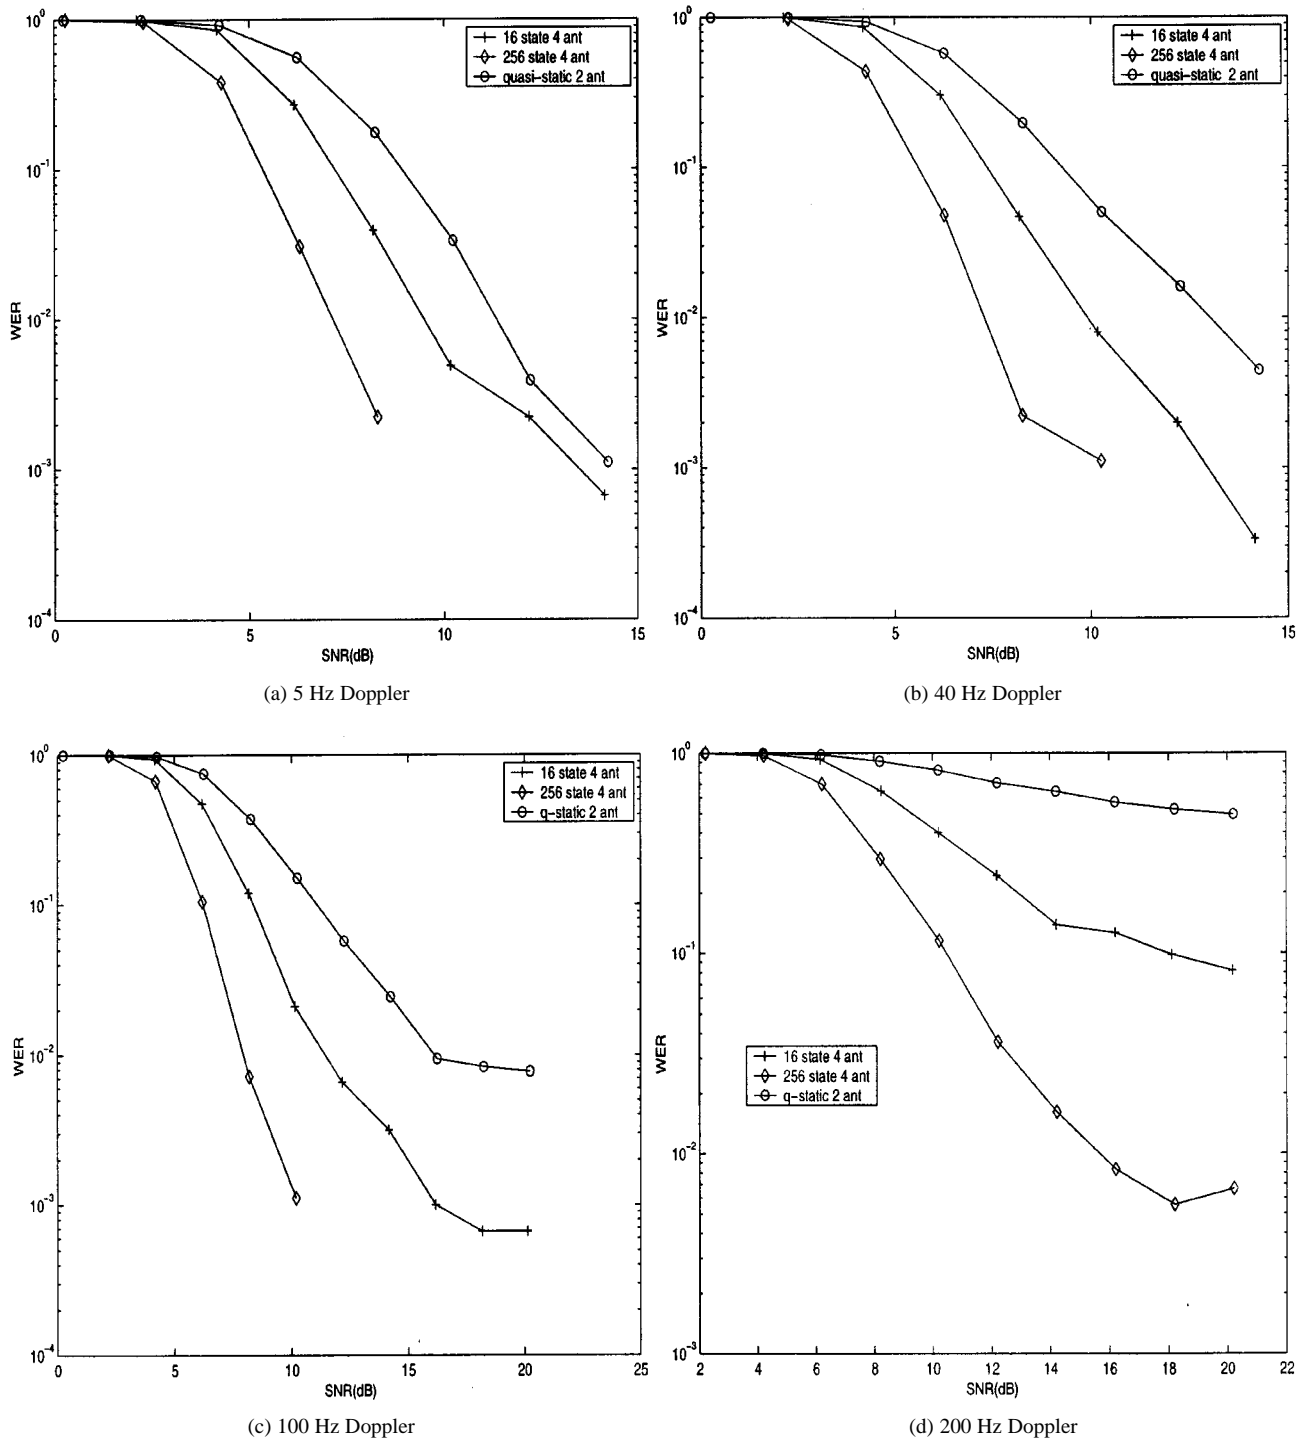 10^0
10^-1
10^-2
10^-3
10^-4
WER
0 5 10 15
SNR(dB)
16 state 4 ant
256 state 4 ant
quasi-static 2 ant
(a) 5 Hz Doppler
10^0
10^-1
10^-2
10^-3
10^-4
WER
0 5 10 15
SNR(dB)
16 state 4 ant
256 state 4 ant
quasi-static 2 ant
(b) 40 Hz Doppler
10^0
10^-1
10^-2
10^-3
10^-4
WER
0 5 10 15 20 25
SNR(dB)
16 state 4 ant
256 state 4 ant
q-static 2 ant
(c) 100 Hz Doppler
10^0
10^-1
10^-2
10^-3
WER
2 4 6 8 10 12 14 16 18 20 22
SNR(dB)
16 state 4 ant
256 state 4 ant
q-static 2 ant
(d) 200 Hz Doppler